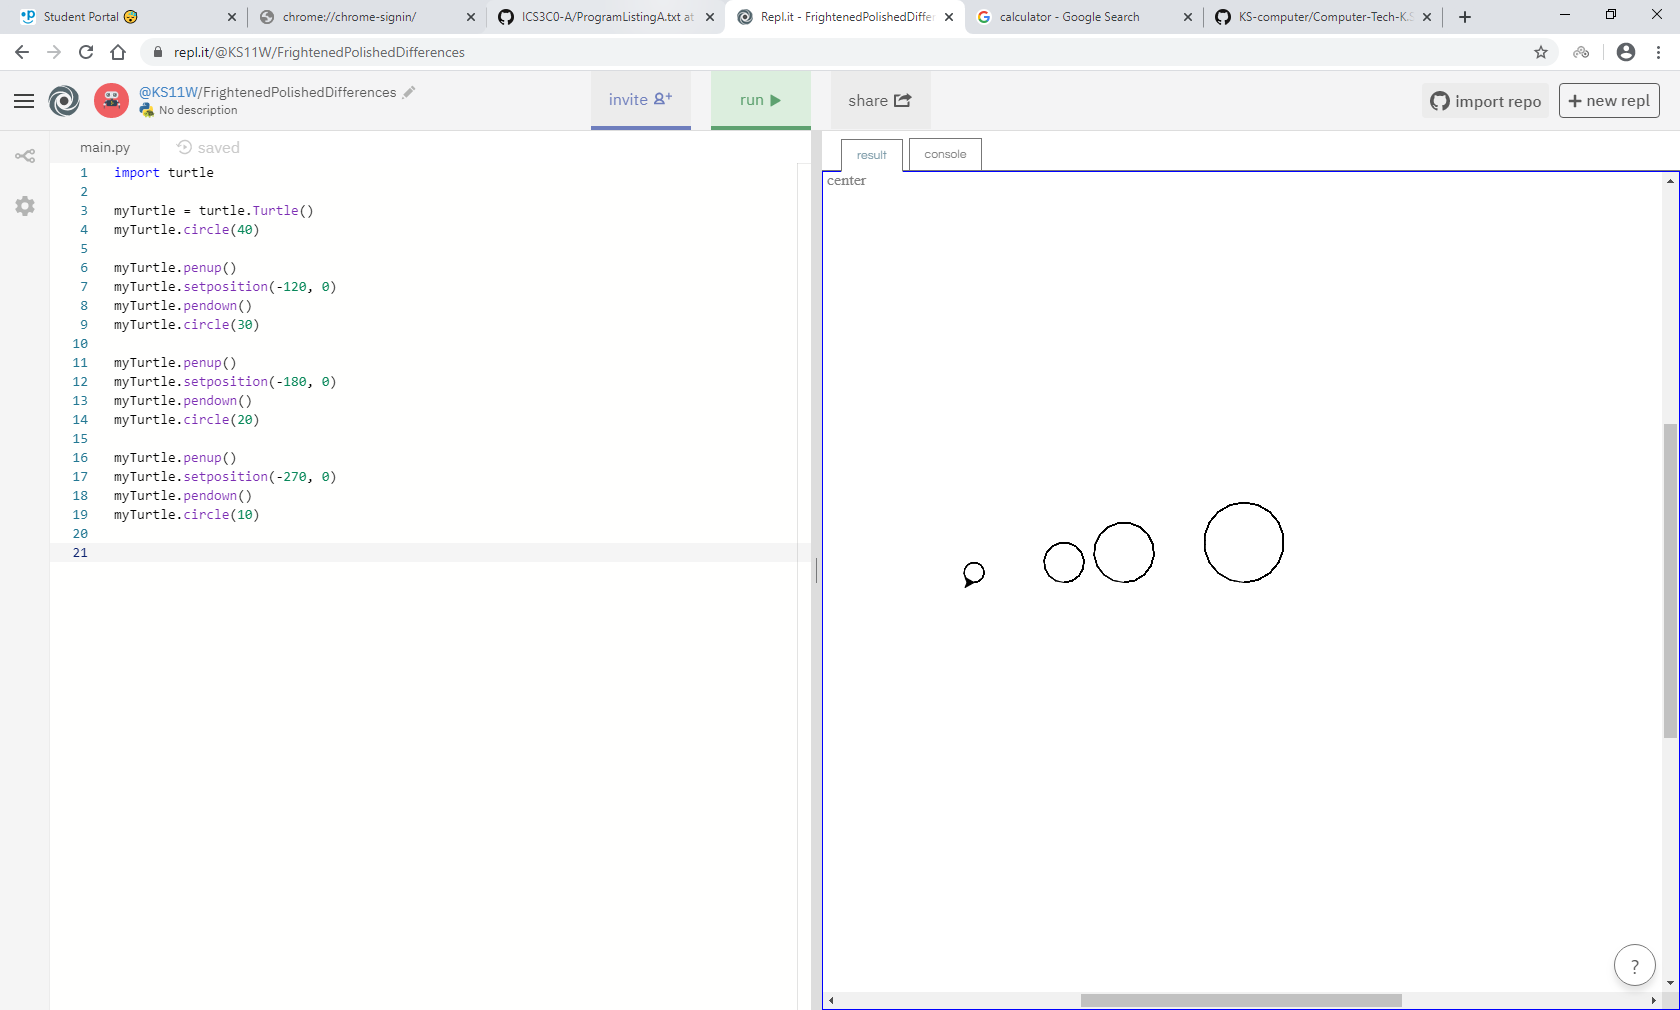 Student Portal 😴
chrome://chrome-signin/
ICS3C0-A/ProgramListingA.txt at
Repl.it - FrightenedPolishedDiffer
calculator - Google Search
KS-computer/Computer-Tech-K.S
repl.it/@KS11W/FrightenedPolishedDifferences
@KS11W/FrightenedPolishedDifferences
No description
invite
run
share
import repo
+ new repl
main.py
saved
result
console
1 import turtle
2
3 myTurtle = turtle.Turtle()
4 myTurtle.circle(40)
5
6 myTurtle.penup()
7 myTurtle.setposition(-120, 0)
8 myTurtle.pendown()
9 myTurtle.circle(30)
10
11 myTurtle.penup()
12 myTurtle.setposition(-180, 0)
13 myTurtle.pendown()
14 myTurtle.circle(20)
15
16 myTurtle.penup()
17 myTurtle.setposition(-270, 0)
18 myTurtle.pendown()
19 myTurtle.circle(10)
20
21
center
?